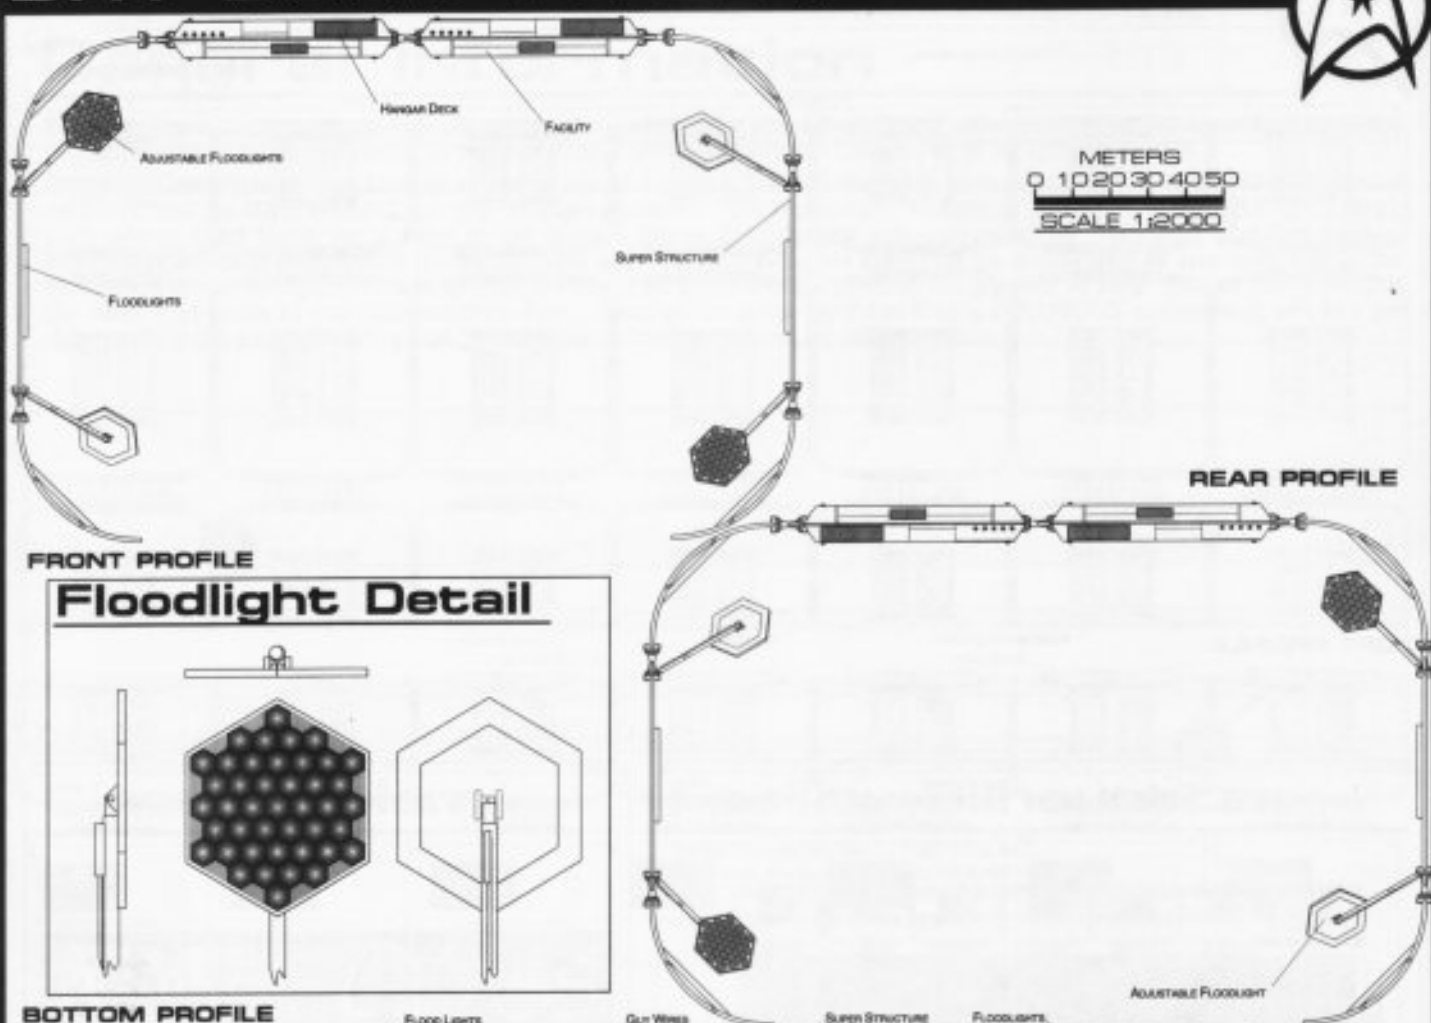 HANGAR DECK
FACILITY
ADJUSTABLE FLOODLIGHTS
METERS
0 10 20 30 40 50
SCALE 1:2000
SUPER STRUCTURE
FLOODLIGHTS
REAR PROFILE
FRONT PROFILE
Floodlight Detail
ADJUSTABLE FLOODLIGHT
BOTTOM PROFILE
FLOOD LIGHTS
GUY WIRES
SUPER STRUCTURE
FLOODLIGHTS